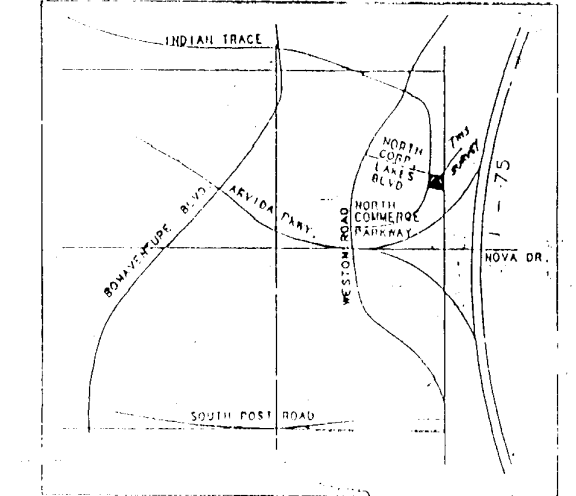 INDIAN TRACE
THIS
SURVEY
NORTH
CORP.
LAKES
BLVD
I-75
NORTH
COMMERCE
PARKWAY
ARVIDA PKWY.
BONAVENTURE BLVD.
WESTON ROAD
NOVA DR.
SOUTH POST ROAD